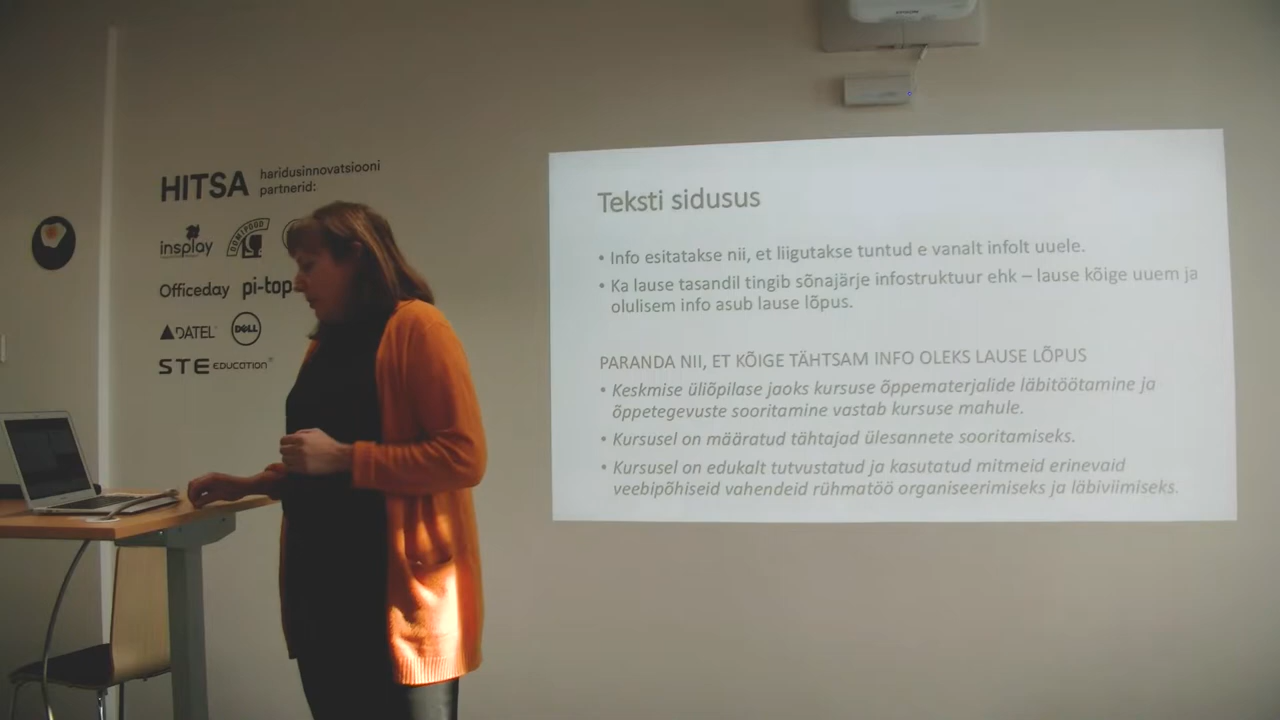 EPSON
HITSA haridusinnovatsiooni
partnerid:
insplay
OOMIPOOD
Officeday pi-top
DATEL DELL
STE EDUCATION
Teksti sidusus
• Info esitatakse nii, et liigutakse tuntud e vanalt infolt uuele.
• Ka lause tasandil tingib sõnajärje infostruktuur ehk – lause kõige uuem ja
olulisem info asub lause lõpus.
PARANDA NII, ET KÕIGE TÄHTSAM INFO OLEKS LAUSE LÕPUS
• Keskmise üliõpilase jaoks kursuse õppematerjalide läbitöötamine ja
õppetegevuste sooritamine vastab kursuse mahule.
• Kursusel on määratud tähtajad ülesannete sooritamiseks.
• Kursusel on edukalt tutvustatud ja kasutatud mitmeid erinevaid
veebipõhiseid vahendeid rühmatöö organiseerimiseks ja läbiviimiseks.